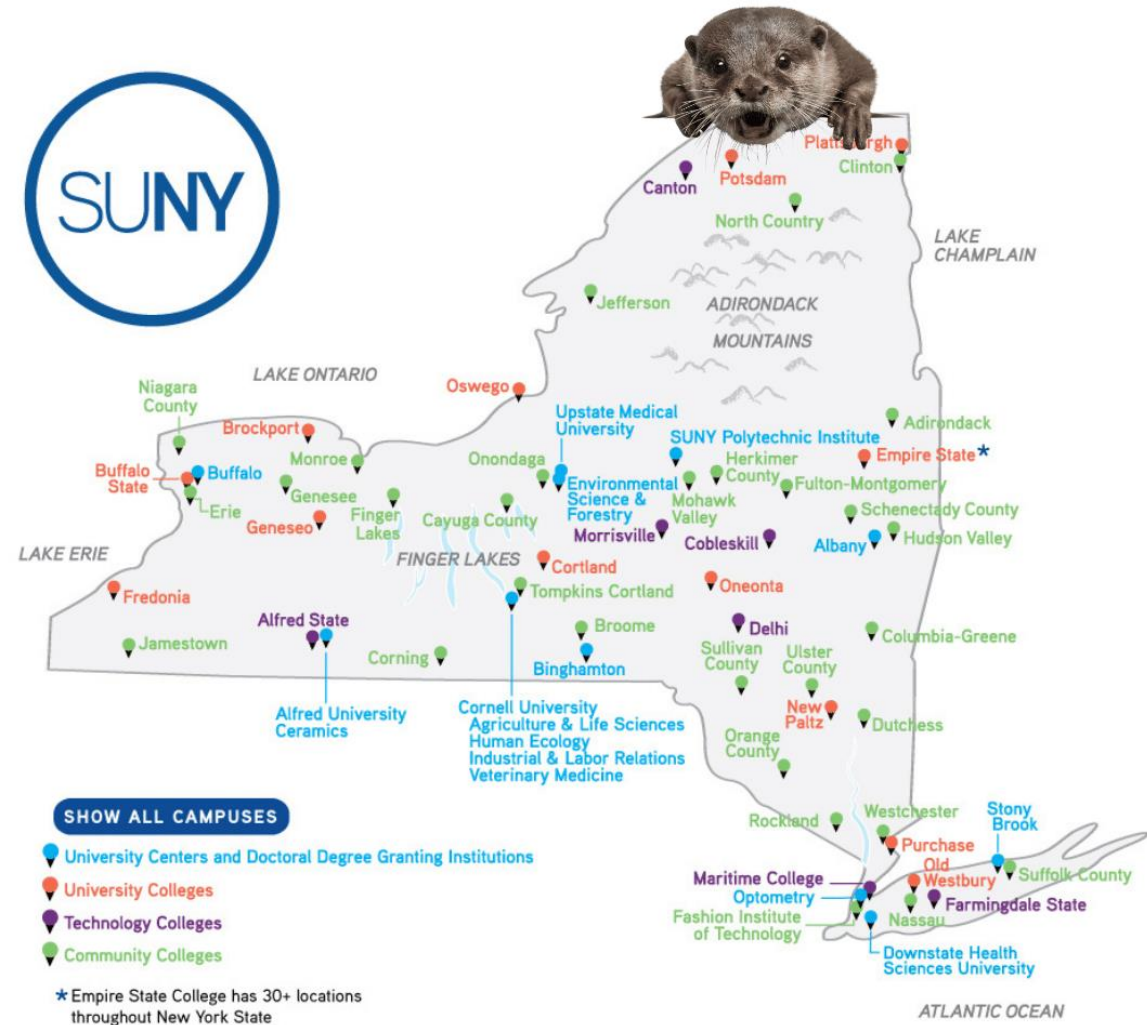 SUNY
Plattsburgh
Clinton
Potsdam
Canton
North Country
LAKE
CHAMPLAIN
Jefferson
ADIRONDACK
MOUNTAINS
LAKE ONTARIO
Oswego
Niagara
County
Brockport
Upstate Medical
University
Adirondack
SUNY Polytechnic Institute
Empire State*
Monroe
Onondaga
Herkimer
County
Buffalo
State
Buffalo
Genesee
Environmental
Science &
Forestry
Mohawk
Valley
Fulton-Montgomery
Erie
Finger
Lakes
Cayuga County
Schenectady County
Geneseo
Morrisville
Cobleskill
Albany
Hudson Valley
LAKE ERIE
FINGER LAKES
Cortland
Fredonia
Tompkins Cortland
Oneonta
Alfred State
Broome
Delhi
Columbia-Greene
Jamestown
Corning
Binghamton
Sullivan
County
Ulster
County
Alfred University
Ceramics
Cornell University
Agriculture & Life Sciences
Human Ecology
Industrial & Labor Relations
Veterinary Medicine
New
Paltz
Dutchess
Orange
County
Rockland
Westchester
Stony
Brook
Purchase
Old
Westbury
Suffolk County
Maritime College
Optometry
Farmingdale State
Fashion Institute
of Technology
Nassau
Downstate Health
Sciences University
ATLANTIC OCEAN
SHOW ALL CAMPUSES
University Centers and Doctoral Degree Granting Institutions
University Colleges
Technology Colleges
Community Colleges
* Empire State College has 30+ locations
throughout New York State